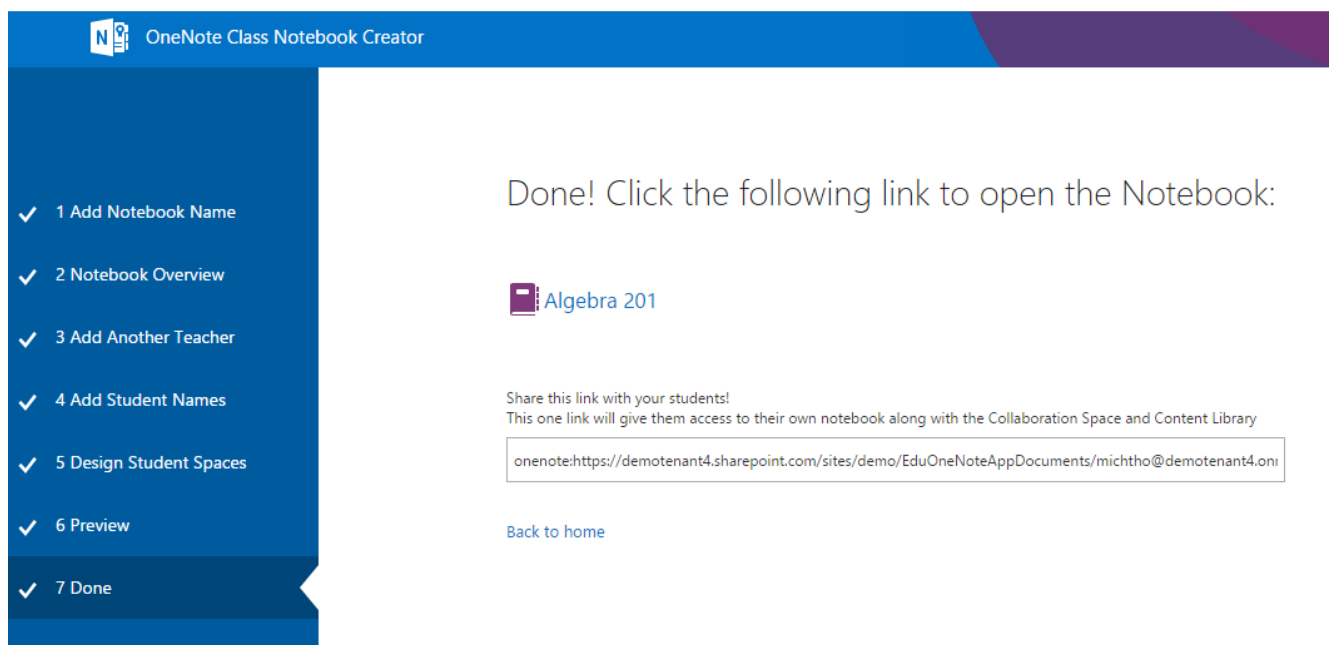 N OneNote Class Notebook Creator
1 Add Notebook Name
2 Notebook Overview
3 Add Another Teacher
4 Add Student Names
5 Design Student Spaces
6 Preview
7 Done
Done! Click the following link to open the Notebook:
Algebra 201
Share this link with your students!
This one link will give them access to their own notebook along with the Collaboration Space and Content Library
onenote:https://demotenant4.sharepoint.com/sites/demo/EduOneNoteAppDocuments/michtho@demotenant4.on
Back to home